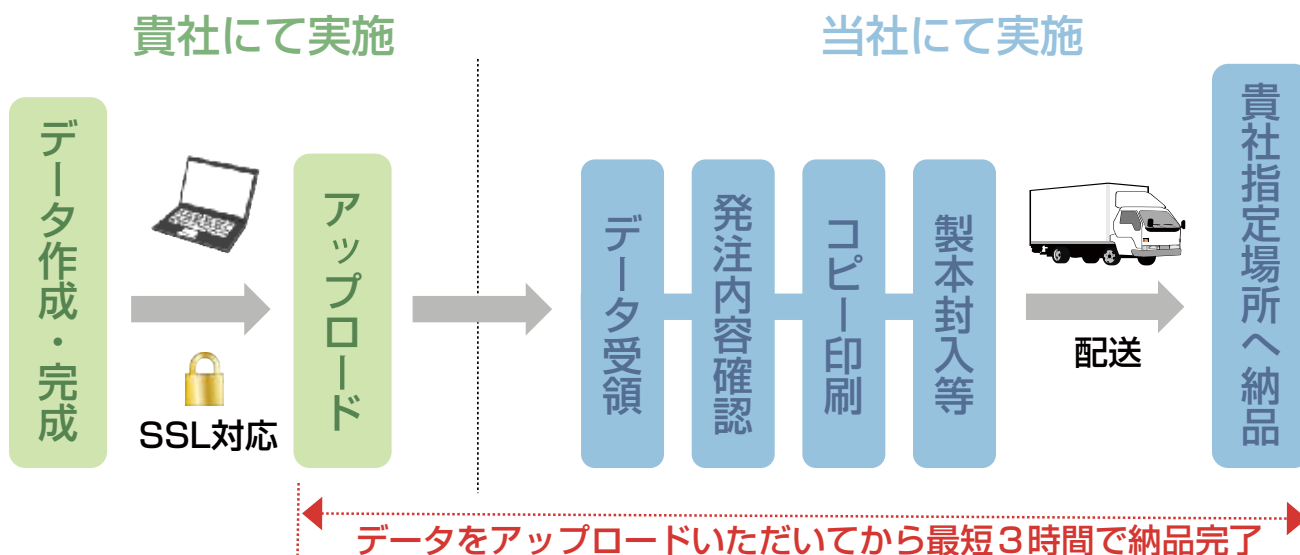 貴社にて実施
当社にて実施
データ作成・完成
SSL対応
アップロード
データ受領
発注内容確認
コピー印刷
製本封入等
配送
貴社指定場所へ納品
データをアップロードいただいてから最短３時間で納品完了